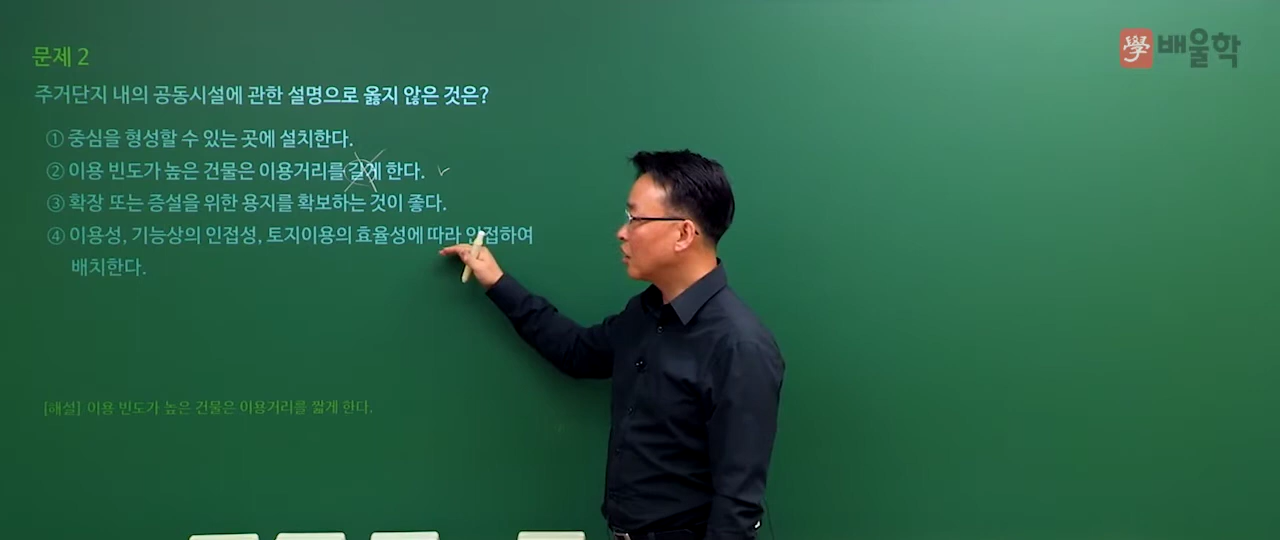 學 배울학
문제 2
주거단지 내의 공동시설에 관한 설명으로 옳지 않은 것은?
① 중심을 형성할 수 있는 곳에 설치한다.
② 이용 빈도가 높은 건물은 이용거리를 길게 한다.
③ 확장 또는 증설을 위한 용지를 확보하는 것이 좋다.
④ 이용성, 기능상의 인접성, 토지이용의 효율성에 따라 인접하여
배치한다.
[해설] 이용 빈도가 높은 건물은 이용거리를 짧게 한다.